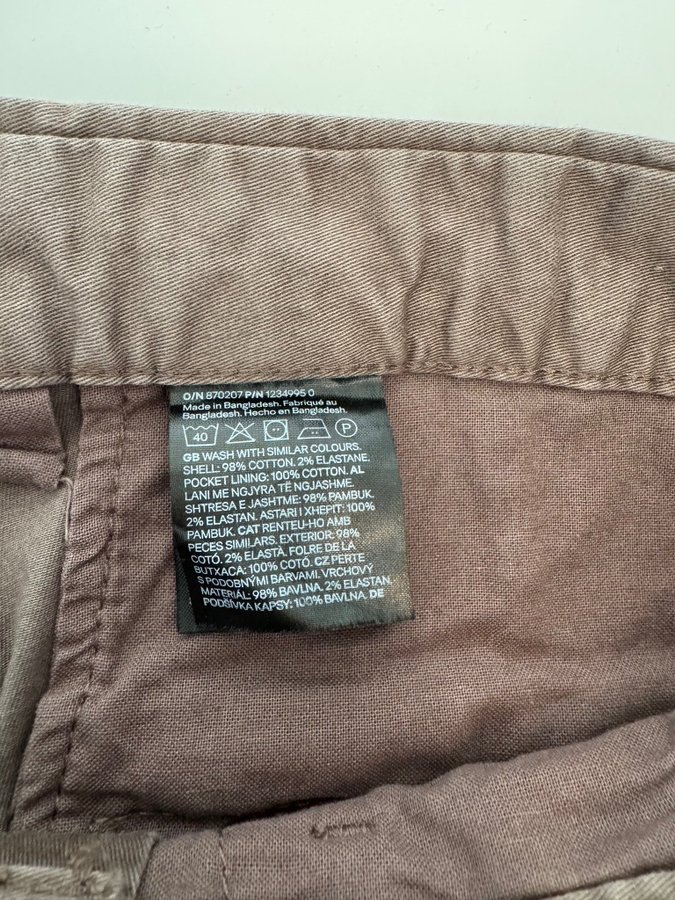 O/N 870207 P/N 1234995 0
Made in Bangladesh. Fabriqué au
Bangladesh. Hecho en Bangladesh.
40 P
GB WASH WITH SIMILAR COLOURS.
SHELL: 98% COTTON. 2% ELASTANE.
POCKET LINING: 100% COTTON. AL
LANI ME NGJYRA TË NGJASHME.
SHTRESA E JASHTME: 98% PAMBUK.
2% ELASTAN. ASTARI I XHEPIT: 100%
PAMBUK. CAT RENTEU-HO AMB
PECES SIMILARS. EXTERIOR: 98%
COTÓ. 2% ELASTÀ. FOLRE DE LA
BUTXACA: 100% COTÓ. CZ PERTE
S PODOBNÝMI BARVAMI. VRCHOVÝ
MATERIÁL: 98% BAVLNA. 2% ELASTAN.
PODŠÍVKA KAPSY: 100% BAVLNA. DE